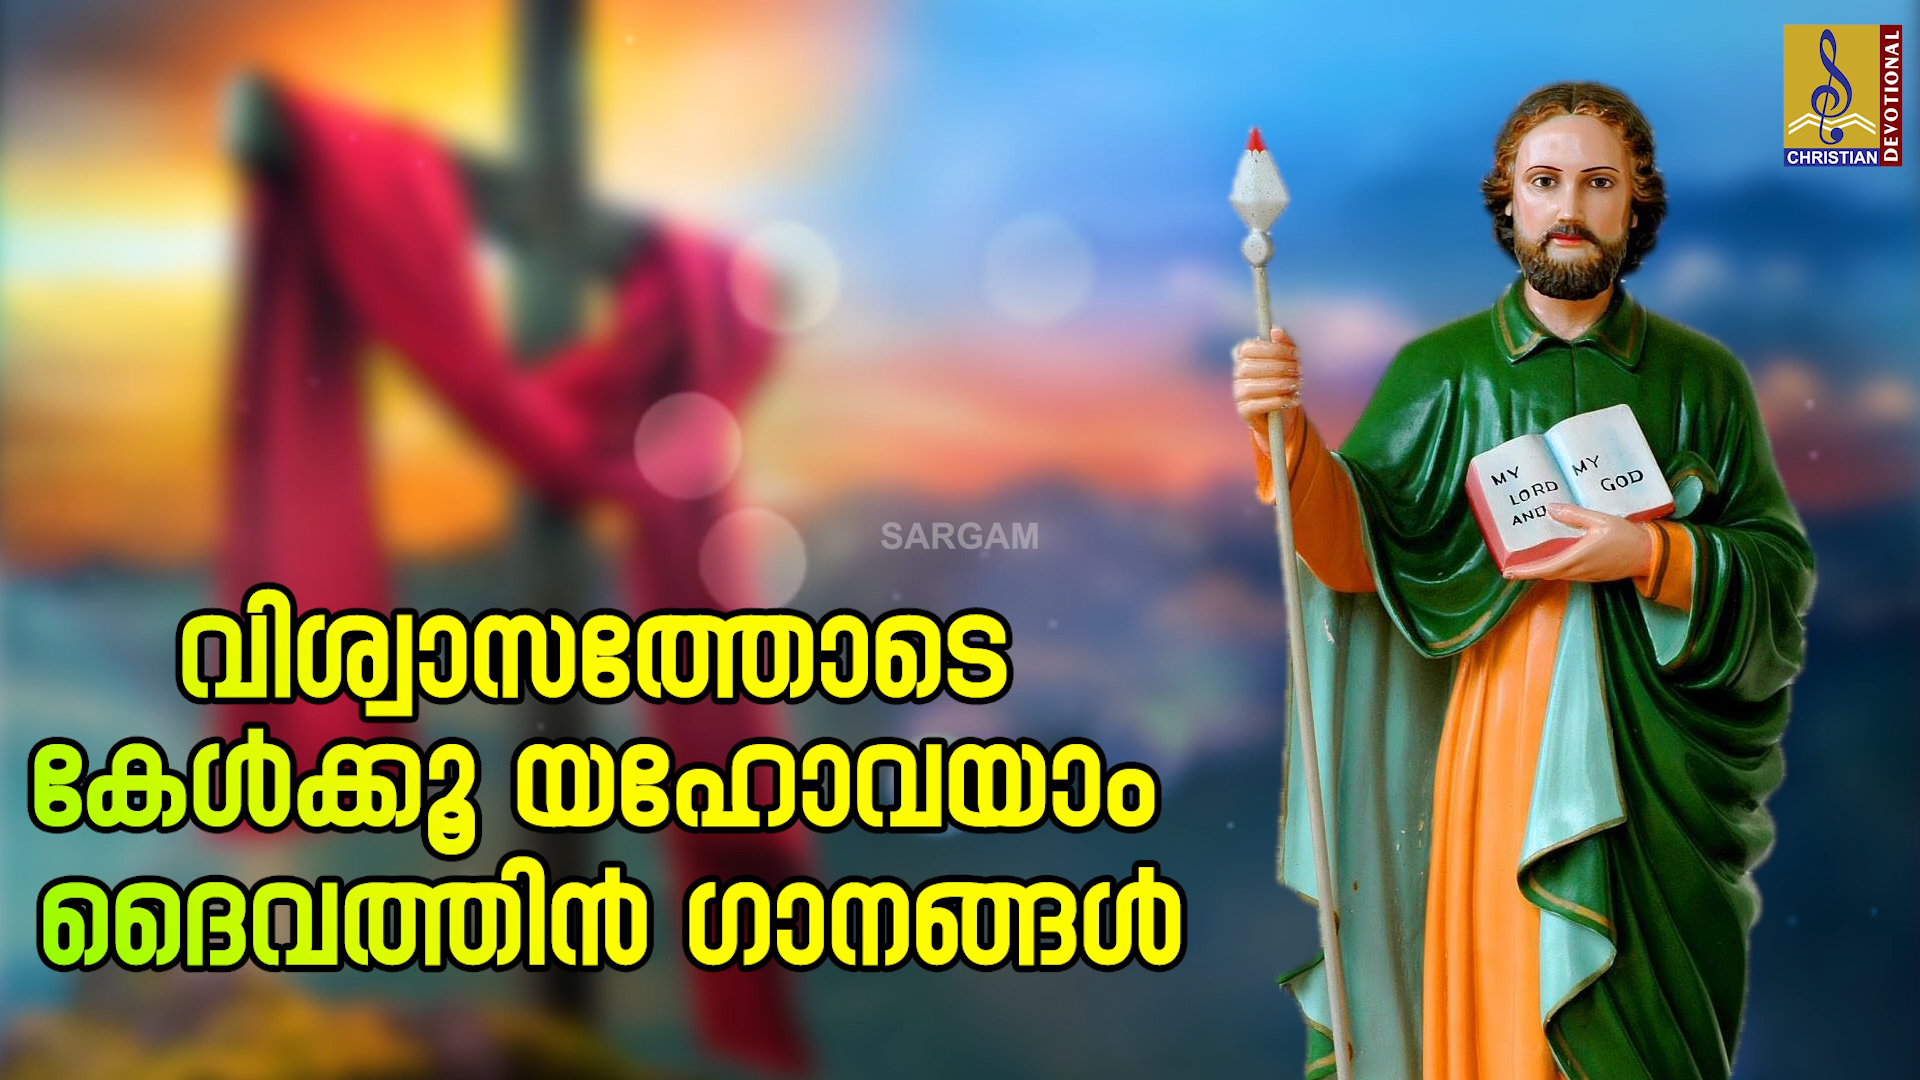 CHRISTIAN
DEVOTIONAL
MY
LORD
AND
MY
GOD
SARGAM
വിശ്വാസത്തോടെ
കേൾക്കൂ യഹോവയാം
ദൈവത്തിൻ ഗാനങ്ങൾ